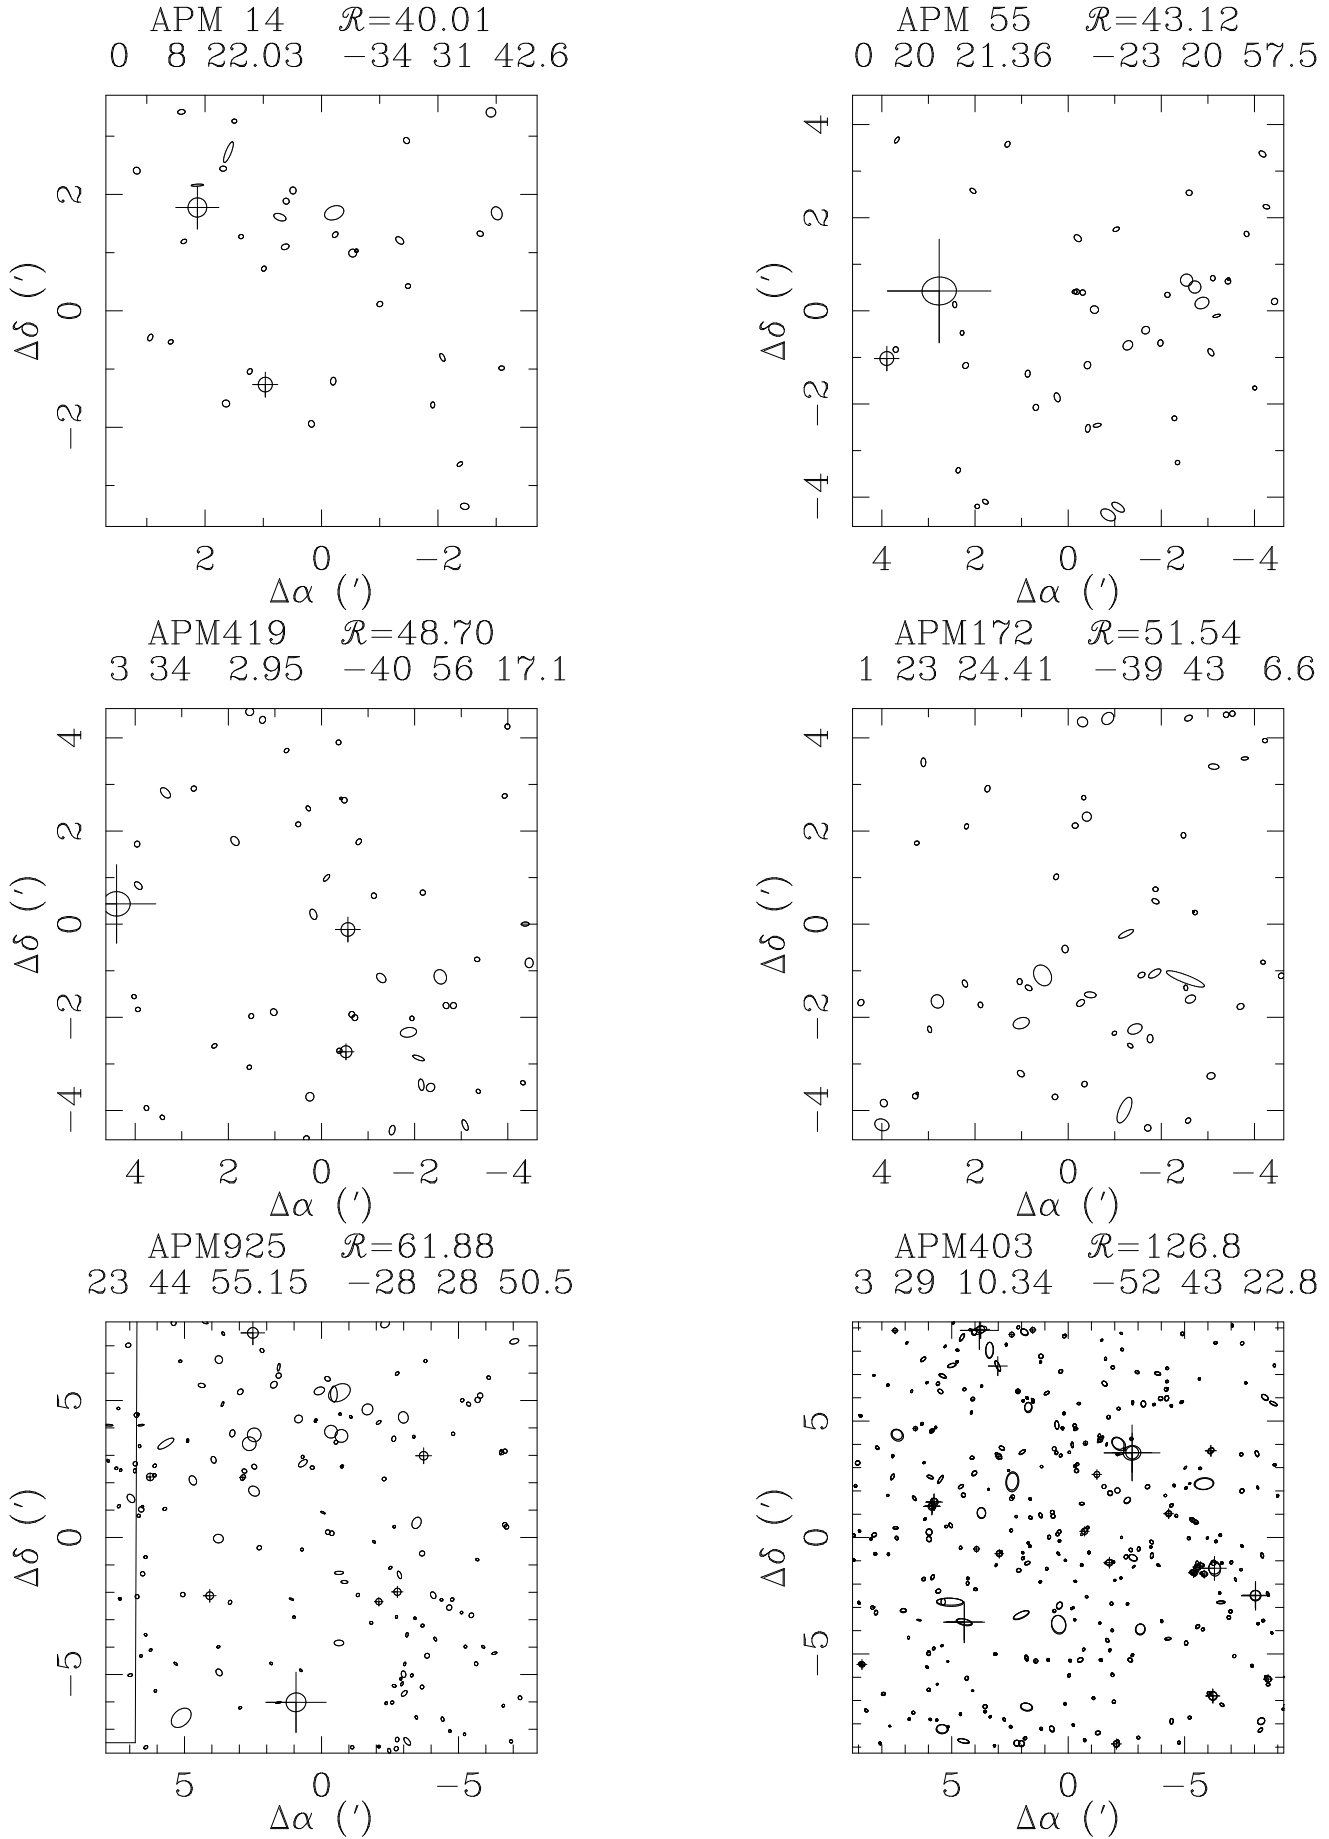 APM 14 ℛ=40.01
0 8 22.03 −34 31 42.6
2
0
−2
Δδ (′)
2 0 −2
Δα (′)
APM 55 ℛ=43.12
0 20 21.36 −23 20 57.5
4
2
0
−2
−4
Δδ (′)
4 2 0 −2 −4
Δα (′)
APM419 ℛ=48.70
3 34 2.95 −40 56 17.1
4
2
0
−2
−4
Δδ (′)
4 2 0 −2 −4
Δα (′)
APM172 ℛ=51.54
1 23 24.41 −39 43 6.6
4
2
0
−2
−4
Δδ (′)
4 2 0 −2 −4
Δα (′)
APM925 ℛ=61.88
23 44 55.15 −28 28 50.5
5
0
−5
Δδ (′)
5 0 −5
Δα (′)
APM403 ℛ=126.8
3 29 10.34 −52 43 22.8
5
0
−5
Δδ (′)
5 0 −5
Δα (′)